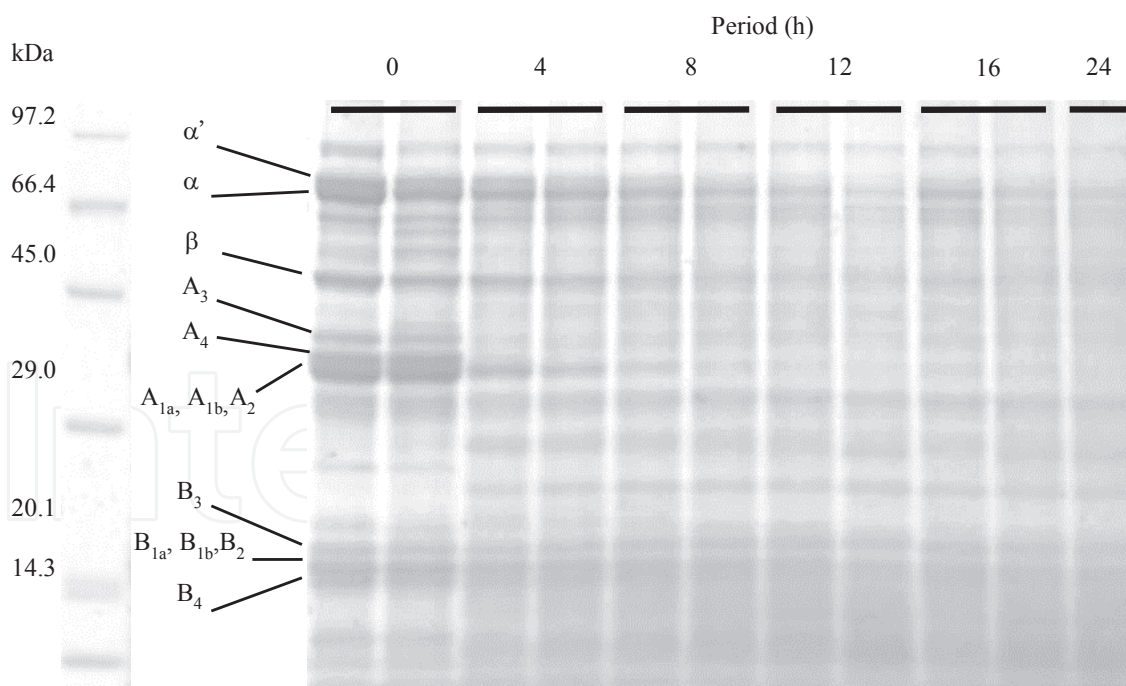 Period (h)
kDa
0 4 8 12 16 24
97.2
α’
66.4
α
45.0
β
A3
A4
29.0
A1a, A1b, A2
B3
20.1
B1a, B1b,B2
14.3
B4
Inte